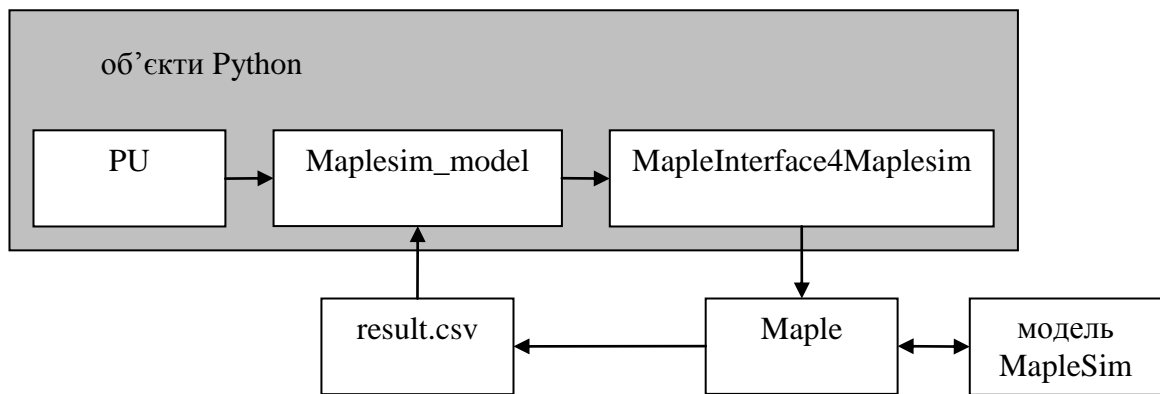 об’єкти Python
PU
Maplesim_model
MapleInterface4Maplesim
result.csv
Maple
модель
MapleSim